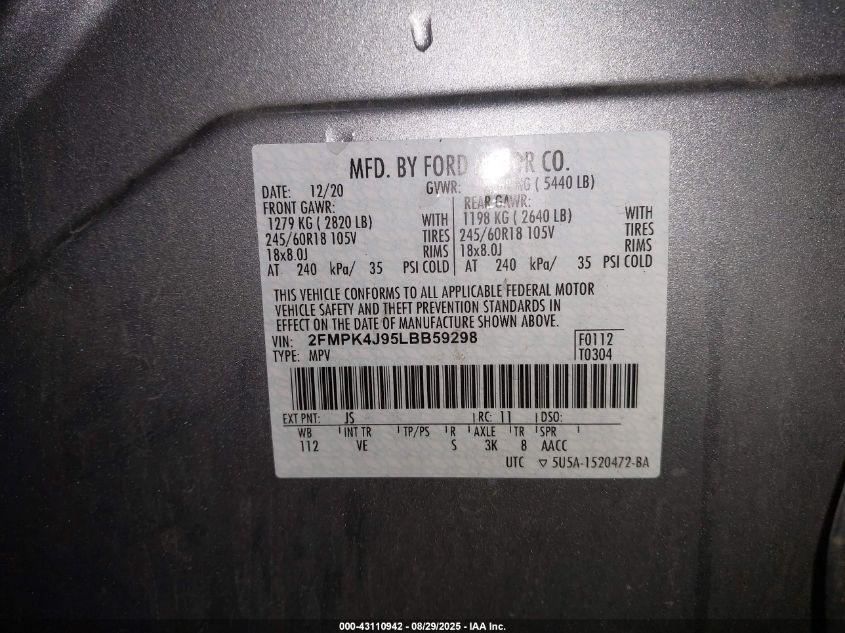 MFD. BY FORD CO.
DATE: 12/20 GVWR: KG ( 5440 LB)
FRONT GAWR: REAR GAWR:
1279 KG ( 2820 LB) WITH 1198 KG ( 2640 LB) WITH
245/60R18 105V TIRES 245/60R18 105V TIRES
18x8.0J RIMS 18x8.0J RIMS
AT 240 kPa/ 35 PSI COLD AT 240 kPa/ 35 PSI COLD
THIS VEHICLE CONFORMS TO ALL APPLICABLE FEDERAL MOTOR
VEHICLE SAFETY AND THEFT PREVENTION STANDARDS IN
EFFECT ON THE DATE OF MANUFACTURE SHOWN ABOVE.
VIN: 2FMPK4J95LBB59298 F0112
TYPE: MPV T0304
EXT PNT: JS RC: 11 DSO:
WB INT TR TP/PS R AXLE TR SPR
112 VE S 3K 8 AACC
UTC ▽ 5U5A-1520472-BA
000-43110942 - 08/29/2025 - IAA Inc.